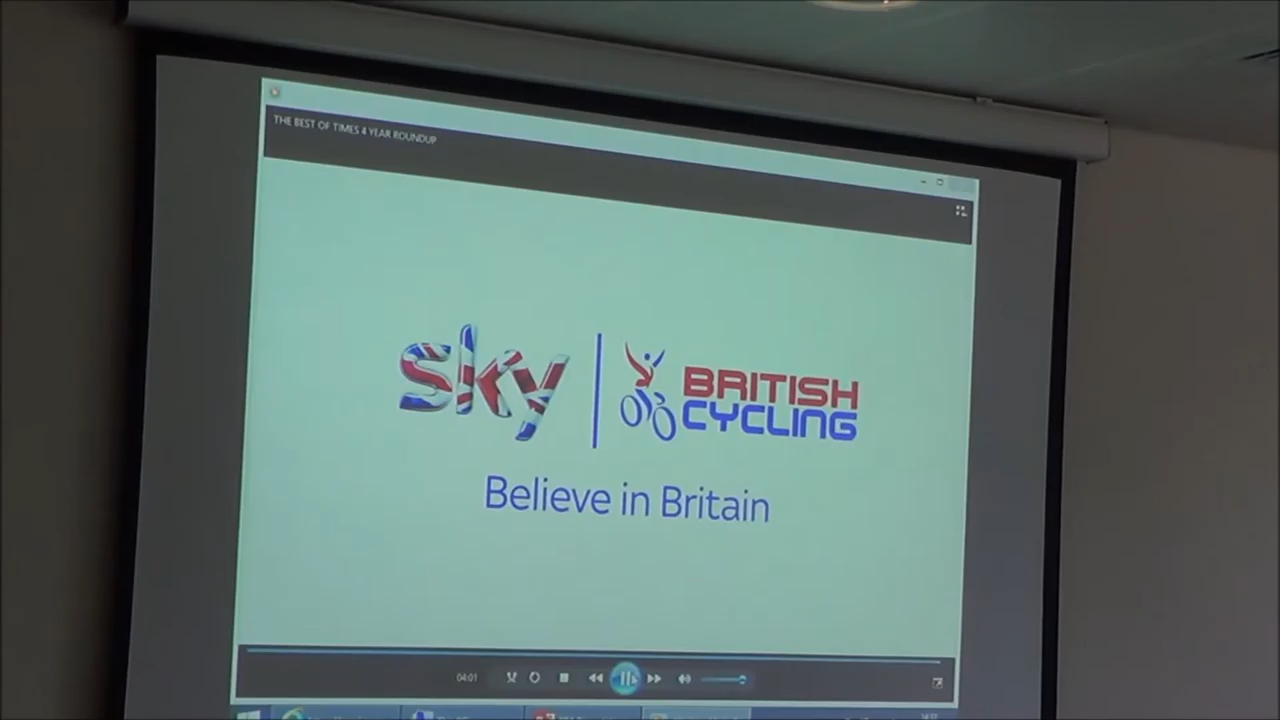 THE BEST OF TIMES 4 YEAR ROUNDUP
sky
BRITISH
CYCLING
Believe in Britain
04:01